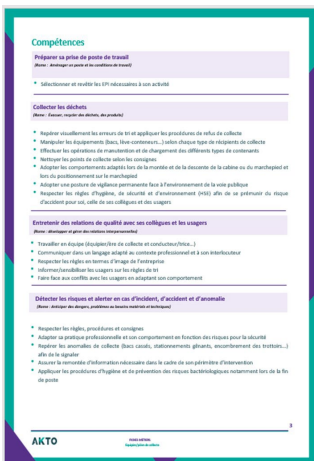 Compétences
Préparer sa prise de poste de travail
(Rome : Aménager un poste et les conditions de travail)
Sélectionner et revêtir les EPI nécessaires à son activité
Collecter les déchets
(Rome : Évacuer, recycler des déchets, des produits)
Repérer visuellement les erreurs de tri et appliquer les procédures de refus de collecte
Manipuler les équipements (bacs, lève-conteneurs...) selon chaque type de récipients de collecte
Effectuer les opérations de manutention et de chargement des différents types de contenants
Nettoyer les points de collecte selon les consignes
Adopter les comportements adaptés lors de la montée et de la descente de la cabine ou du marchepied et
lors du positionnement sur le marchepied
Adopter une posture de vigilance permanente face à l'environnement de la voie publique
Respecter les règles d'hygiène, de sécurité et d'environnement (HSE) afin de se prémunir du risque
d'accident pour soi, celle de ses collègues et des usagers
Entretenir des relations de qualité avec ses collègues et les usagers
(Rome : développer et gérer des relations interpersonnelles)
Travailler en équipe (équipier/ère de collecte et conducteur/trice...)
Communiquer dans un langage adapté au contexte professionnel et à son interlocuteur
Respecter les règles en termes d'image de l'entreprise
Informer/sensibiliser les usagers sur les règles de tri
Faire face aux conflits avec les usagers en adaptant son comportement
Détecter les risques et alerter en cas d'incident, d'accident et d'anomalie
(Rome : Anticiper des dangers, problèmes ou besoins matériels et techniques)
Respecter les règles, procédures et consignes
Adapter sa pratique professionnelle et son comportement en fonction des risques pour la sécurité
Repérer les anomalies de collecte (bacs cassés, stationnements gênants, encombrement des trottoirs...)
afin de le signaler
Assurer la remontée d'information nécessaire dans le cadre de son périmètre d'intervention
Appliquer les procédures d'hygiène et de prévention des risques bactériologiques notamment lors de la fin
de poste
3
AKTO
FICHES MÉTIERS
Équipier/ière de collecte